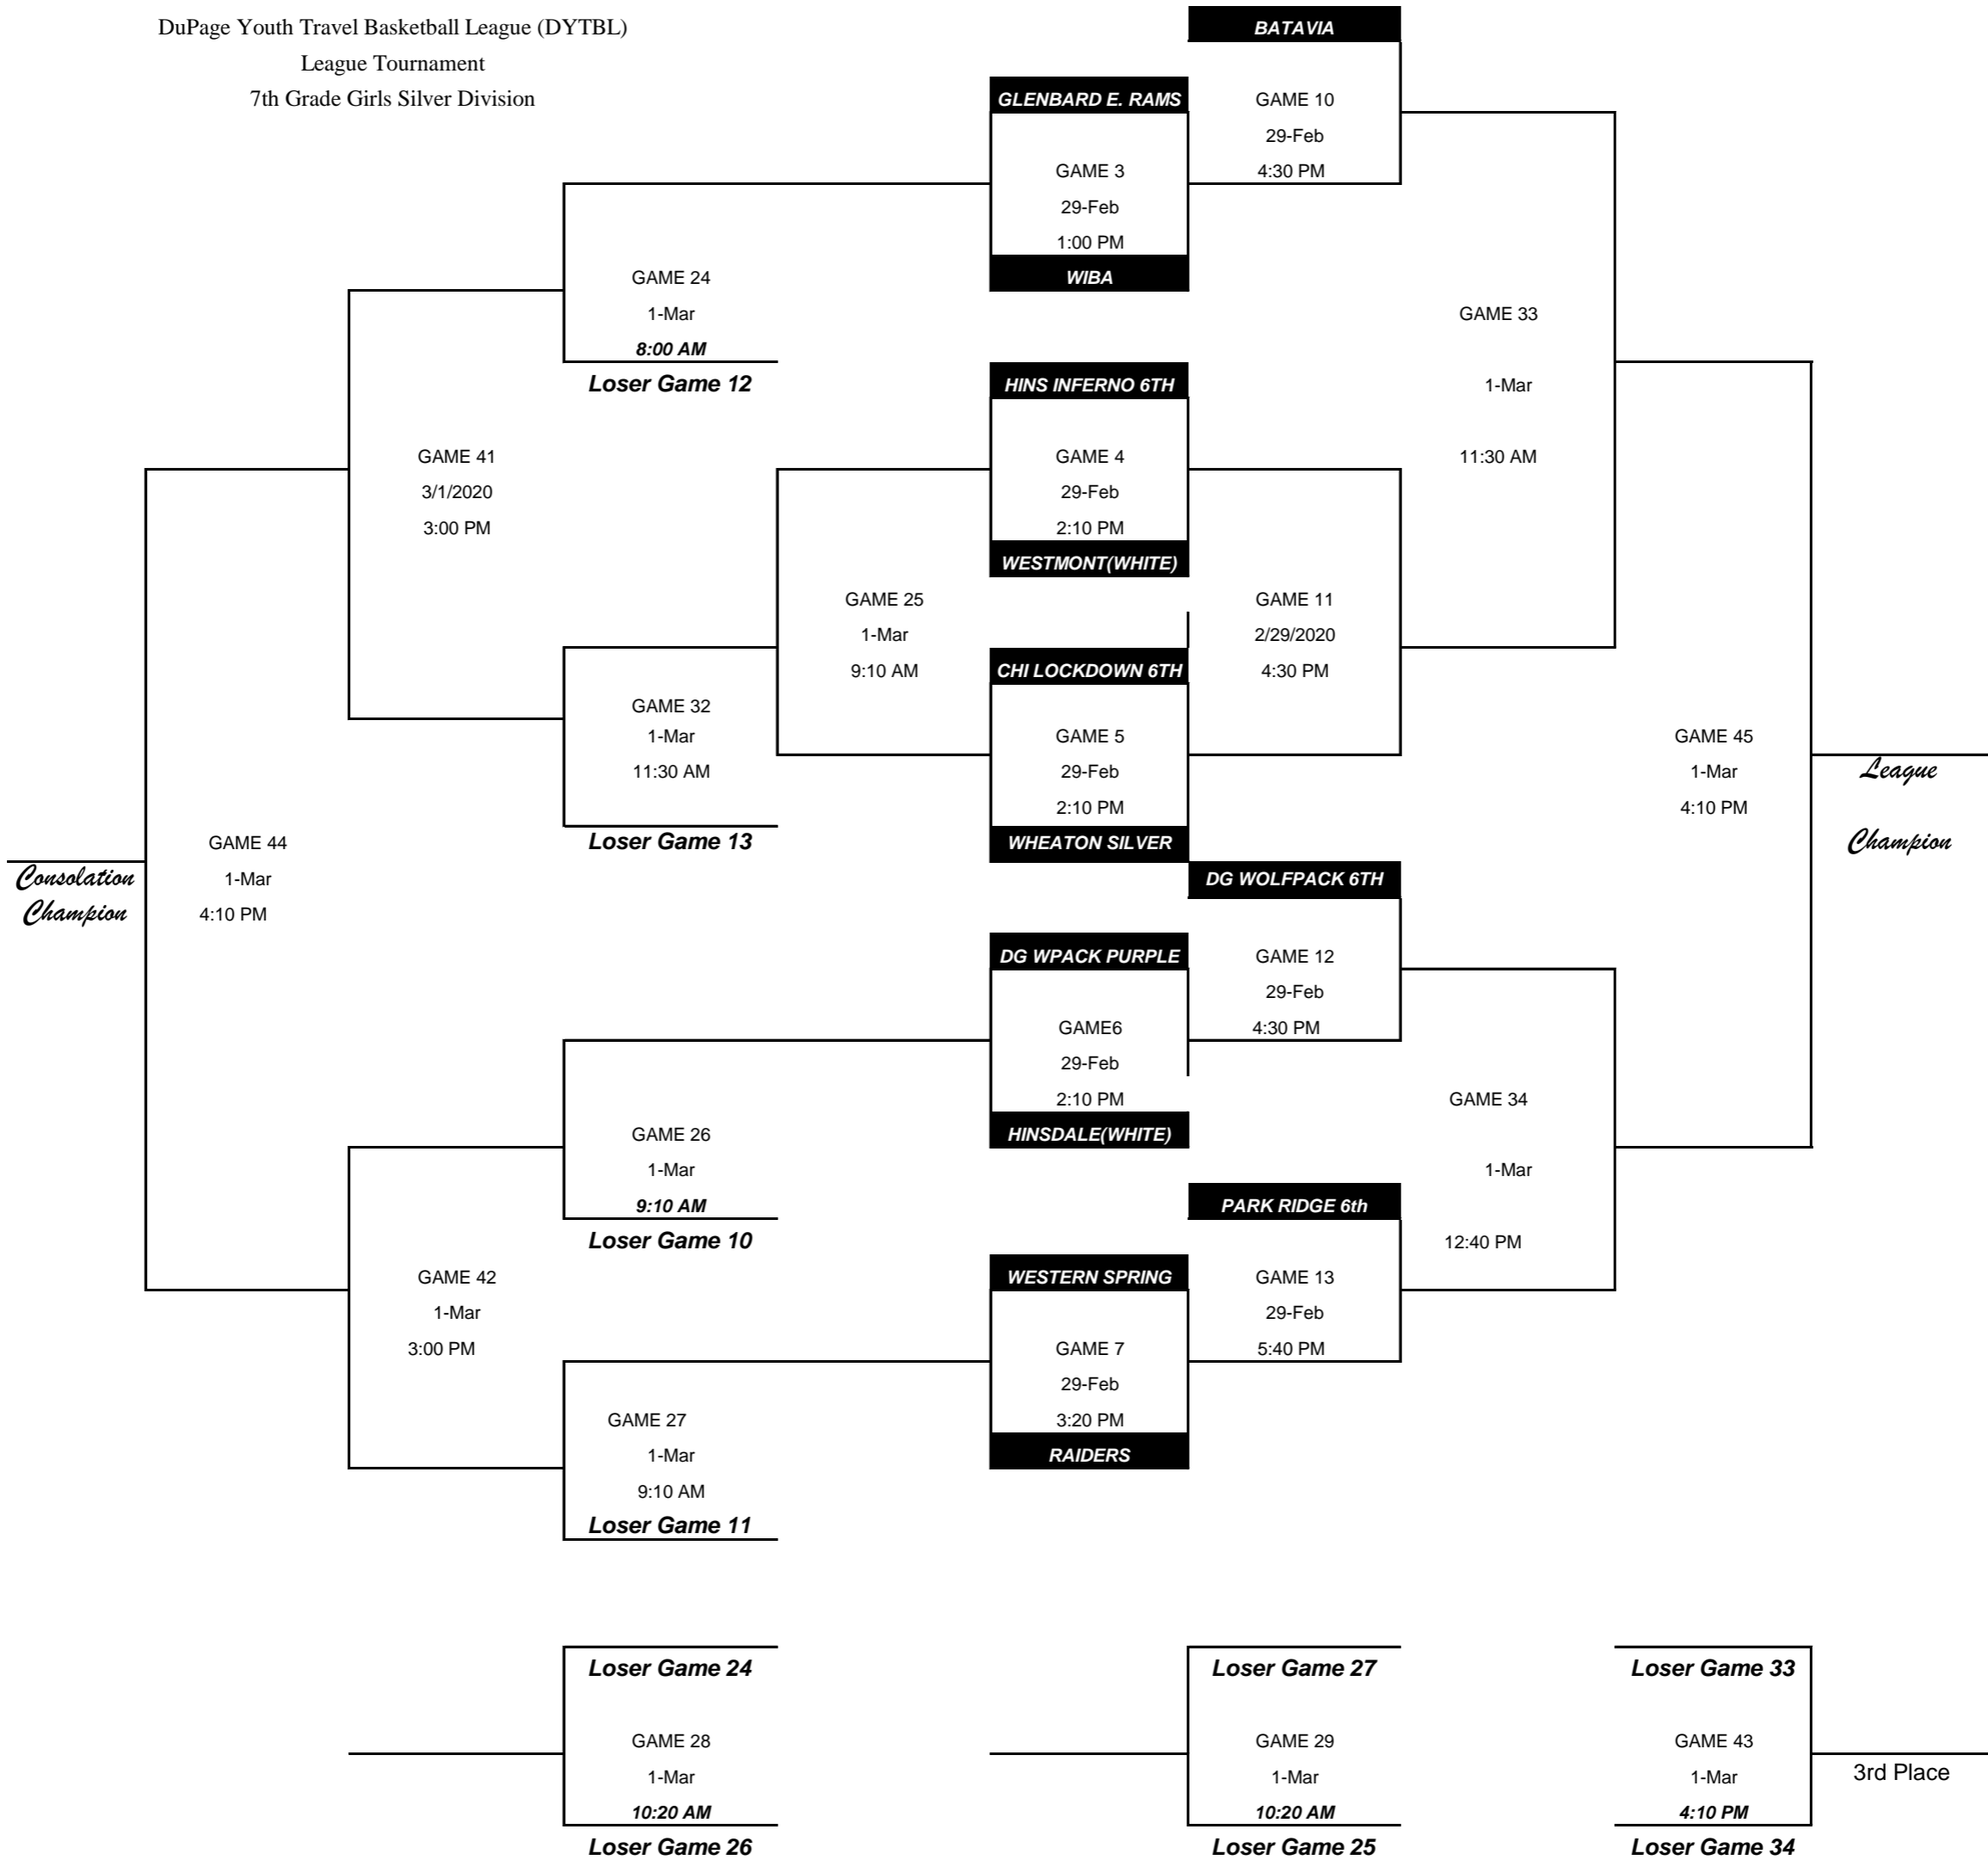 DuPage Youth Travel Basketball League (DYTBL)
League Tournament
7th Grade Girls Silver Division
BATAVIA
GLENBARD E. RAMS
GAME 10
29-Feb
4:30 PM
GAME 3
29-Feb
1:00 PM
WIBA
GAME 24
1-Mar
8:00 AM
Loser Game 12
GAME 33
1-Mar
11:30 AM
HINS INFERNO 6TH
GAME 4
29-Feb
2:10 PM
WESTMONT(WHITE)
GAME 41
3/1/2020
3:00 PM
GAME 25
1-Mar
9:10 AM
GAME 11
2/29/2020
4:30 PM
CHI LOCKDOWN 6TH
GAME 5
29-Feb
2:10 PM
WHEATON SILVER
GAME 32
1-Mar
11:30 AM
Loser Game 13
GAME 45
1-Mar
4:10 PM
League
Champion
GAME 44
1-Mar
4:10 PM
Consolation
Champion
DG WOLFPACK 6TH
DG WPACK PURPLE
GAME 12
29-Feb
4:30 PM
GAME6
29-Feb
2:10 PM
HINSDALE(WHITE)
GAME 26
1-Mar
9:10 AM
Loser Game 10
GAME 34
1-Mar
12:40 PM
PARK RIDGE 6th
WESTERN SPRING
GAME 13
29-Feb
5:40 PM
GAME 42
1-Mar
3:00 PM
GAME 7
29-Feb
3:20 PM
RAIDERS
GAME 27
1-Mar
9:10 AM
Loser Game 11
Loser Game 24
GAME 28
1-Mar
10:20 AM
Loser Game 26
Loser Game 27
GAME 29
1-Mar
10:20 AM
Loser Game 25
Loser Game 33
GAME 43
1-Mar
4:10 PM
Loser Game 34
3rd Place